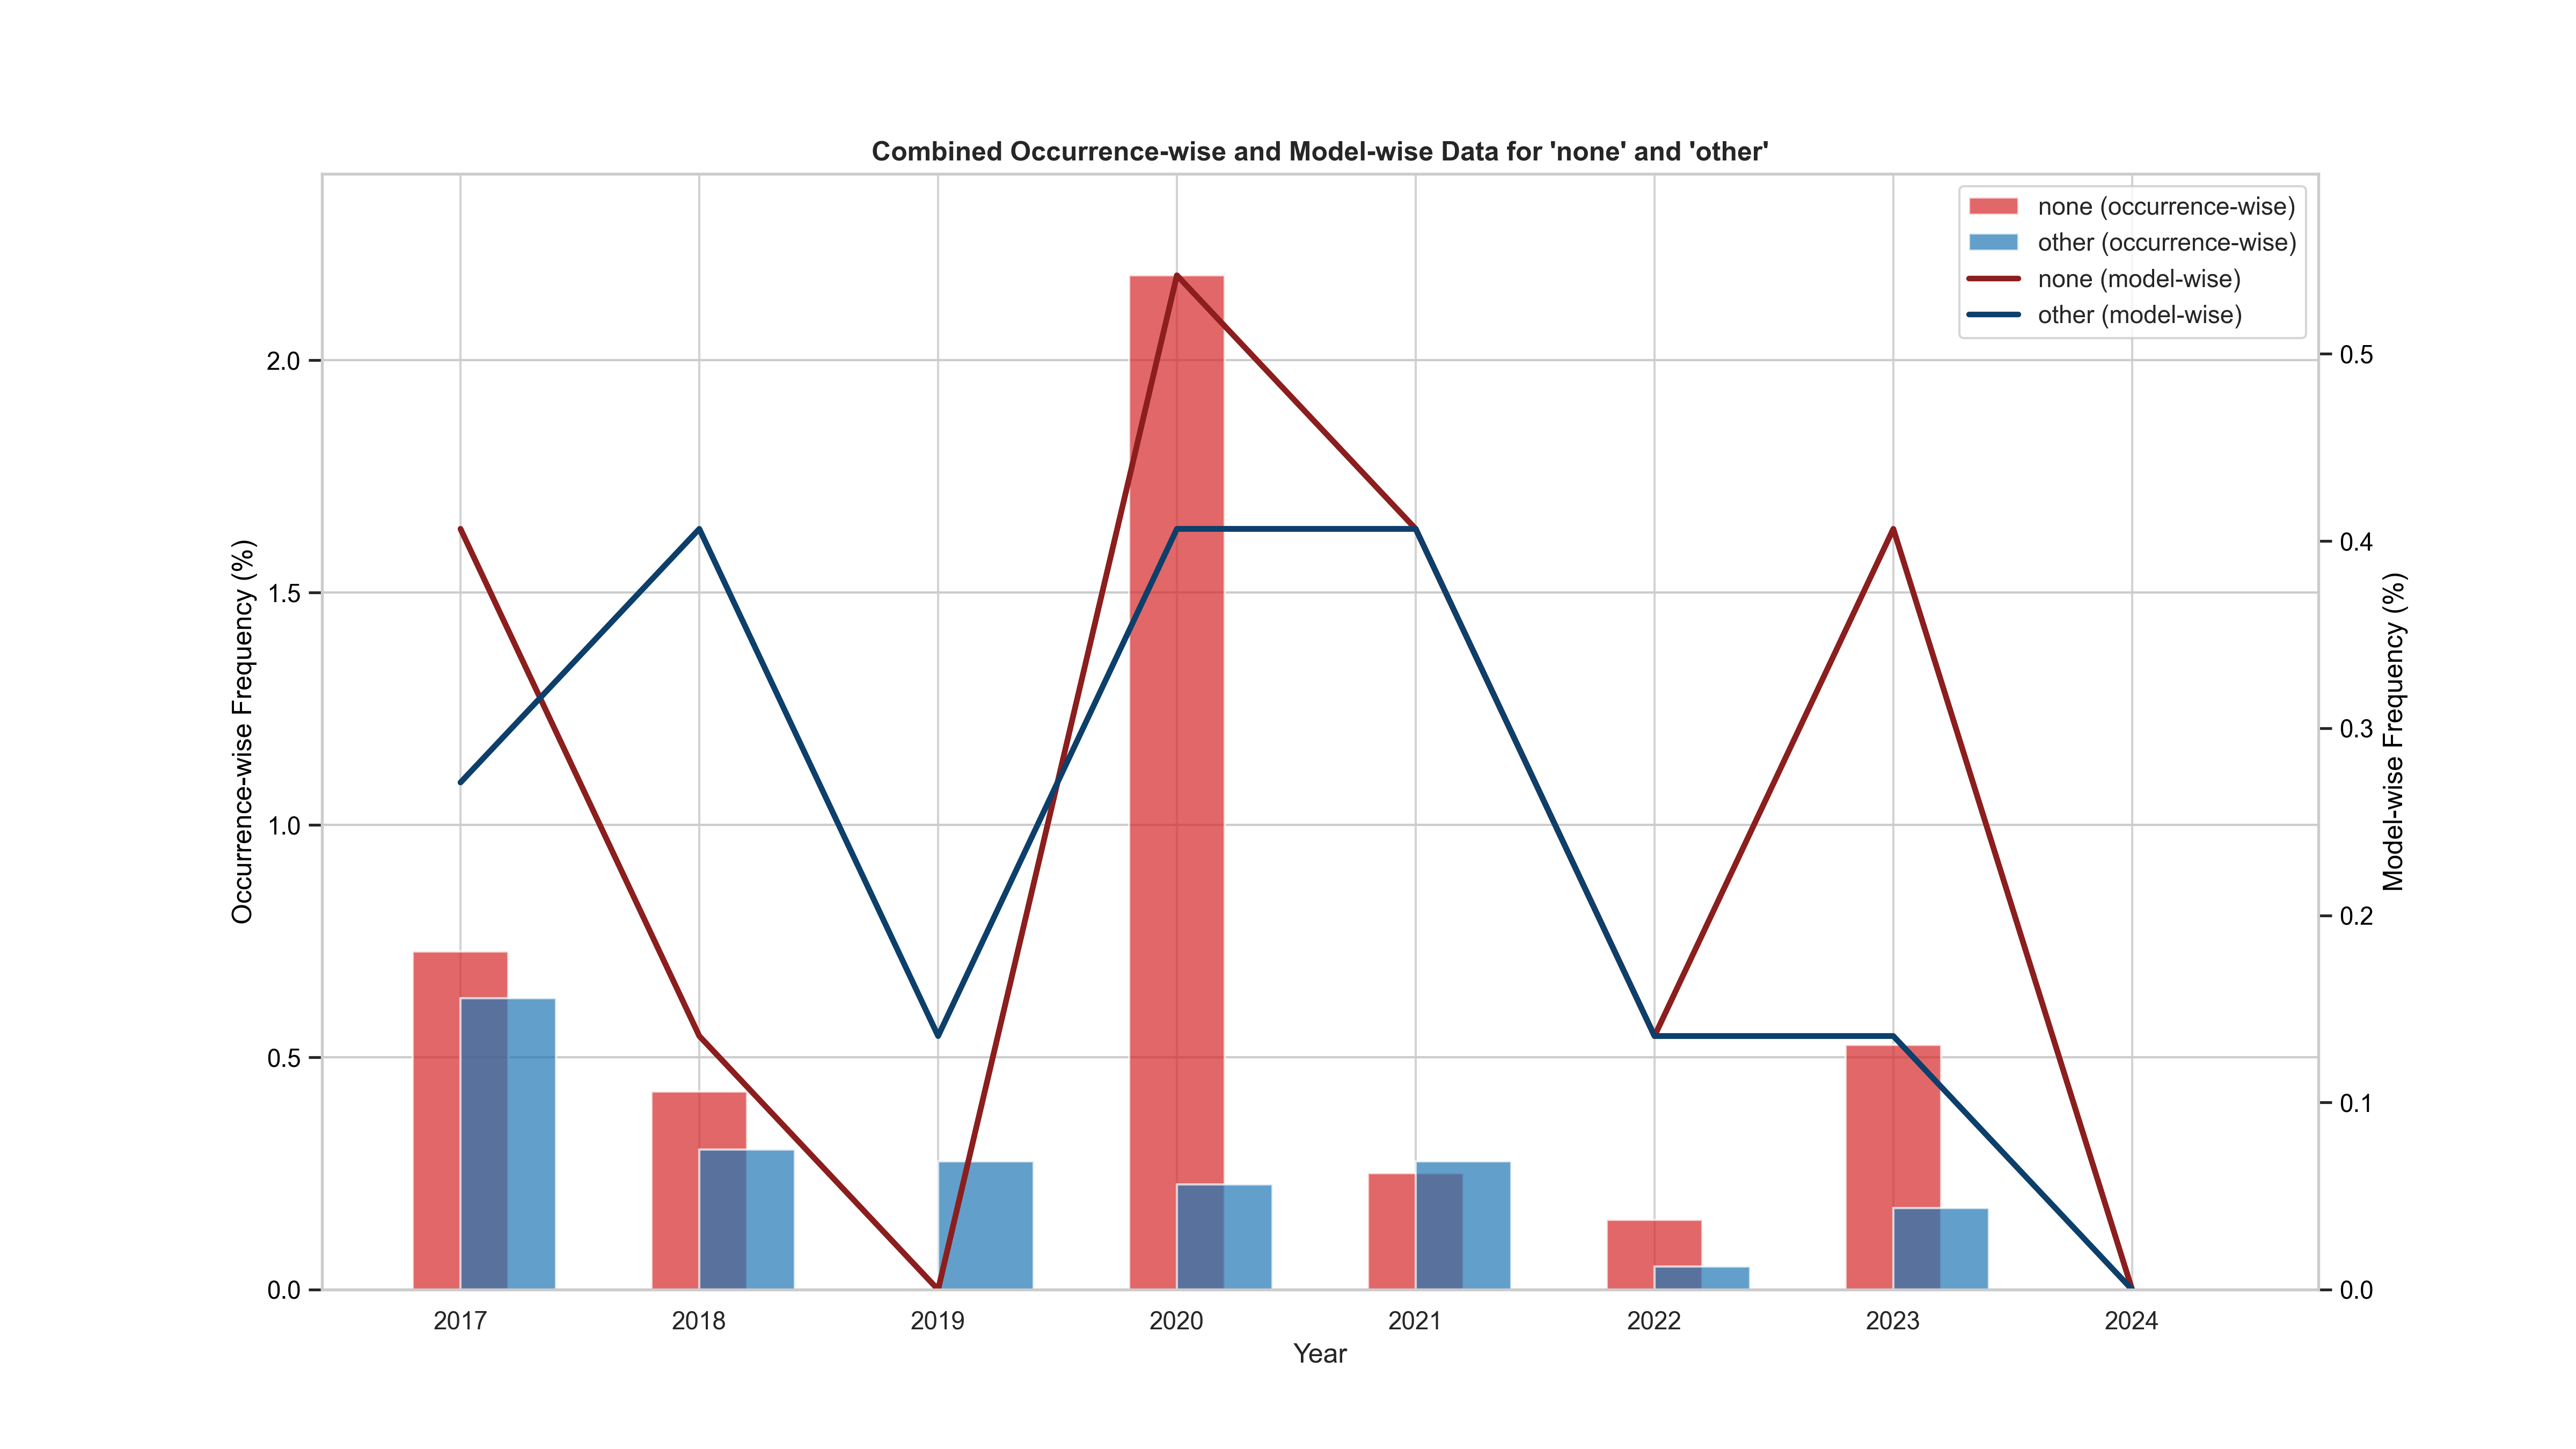 Combined Occurrence-wise and Model-wise Data for 'none' and 'other'
none (occurrence-wise)
other (occurrence-wise)
none (model-wise)
other (model-wise)
Occurrence-wise Frequency (%)
2.0
1.5
1.0
0.5
0.0
Model-wise Frequency (%)
0.5
0.4
0.3
0.2
0.1
0.0
2017 2018 2019 2020 2021 2022 2023 2024
Year